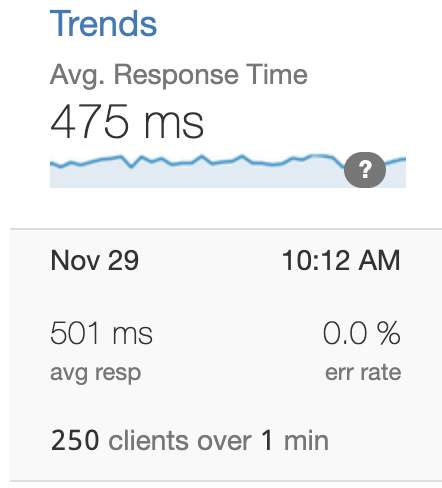 Trends
Avg. Response Time
475 ms
?
Nov 29 10:12 AM
501 ms 0.0 %
avg resp err rate
250 clients over 1 min